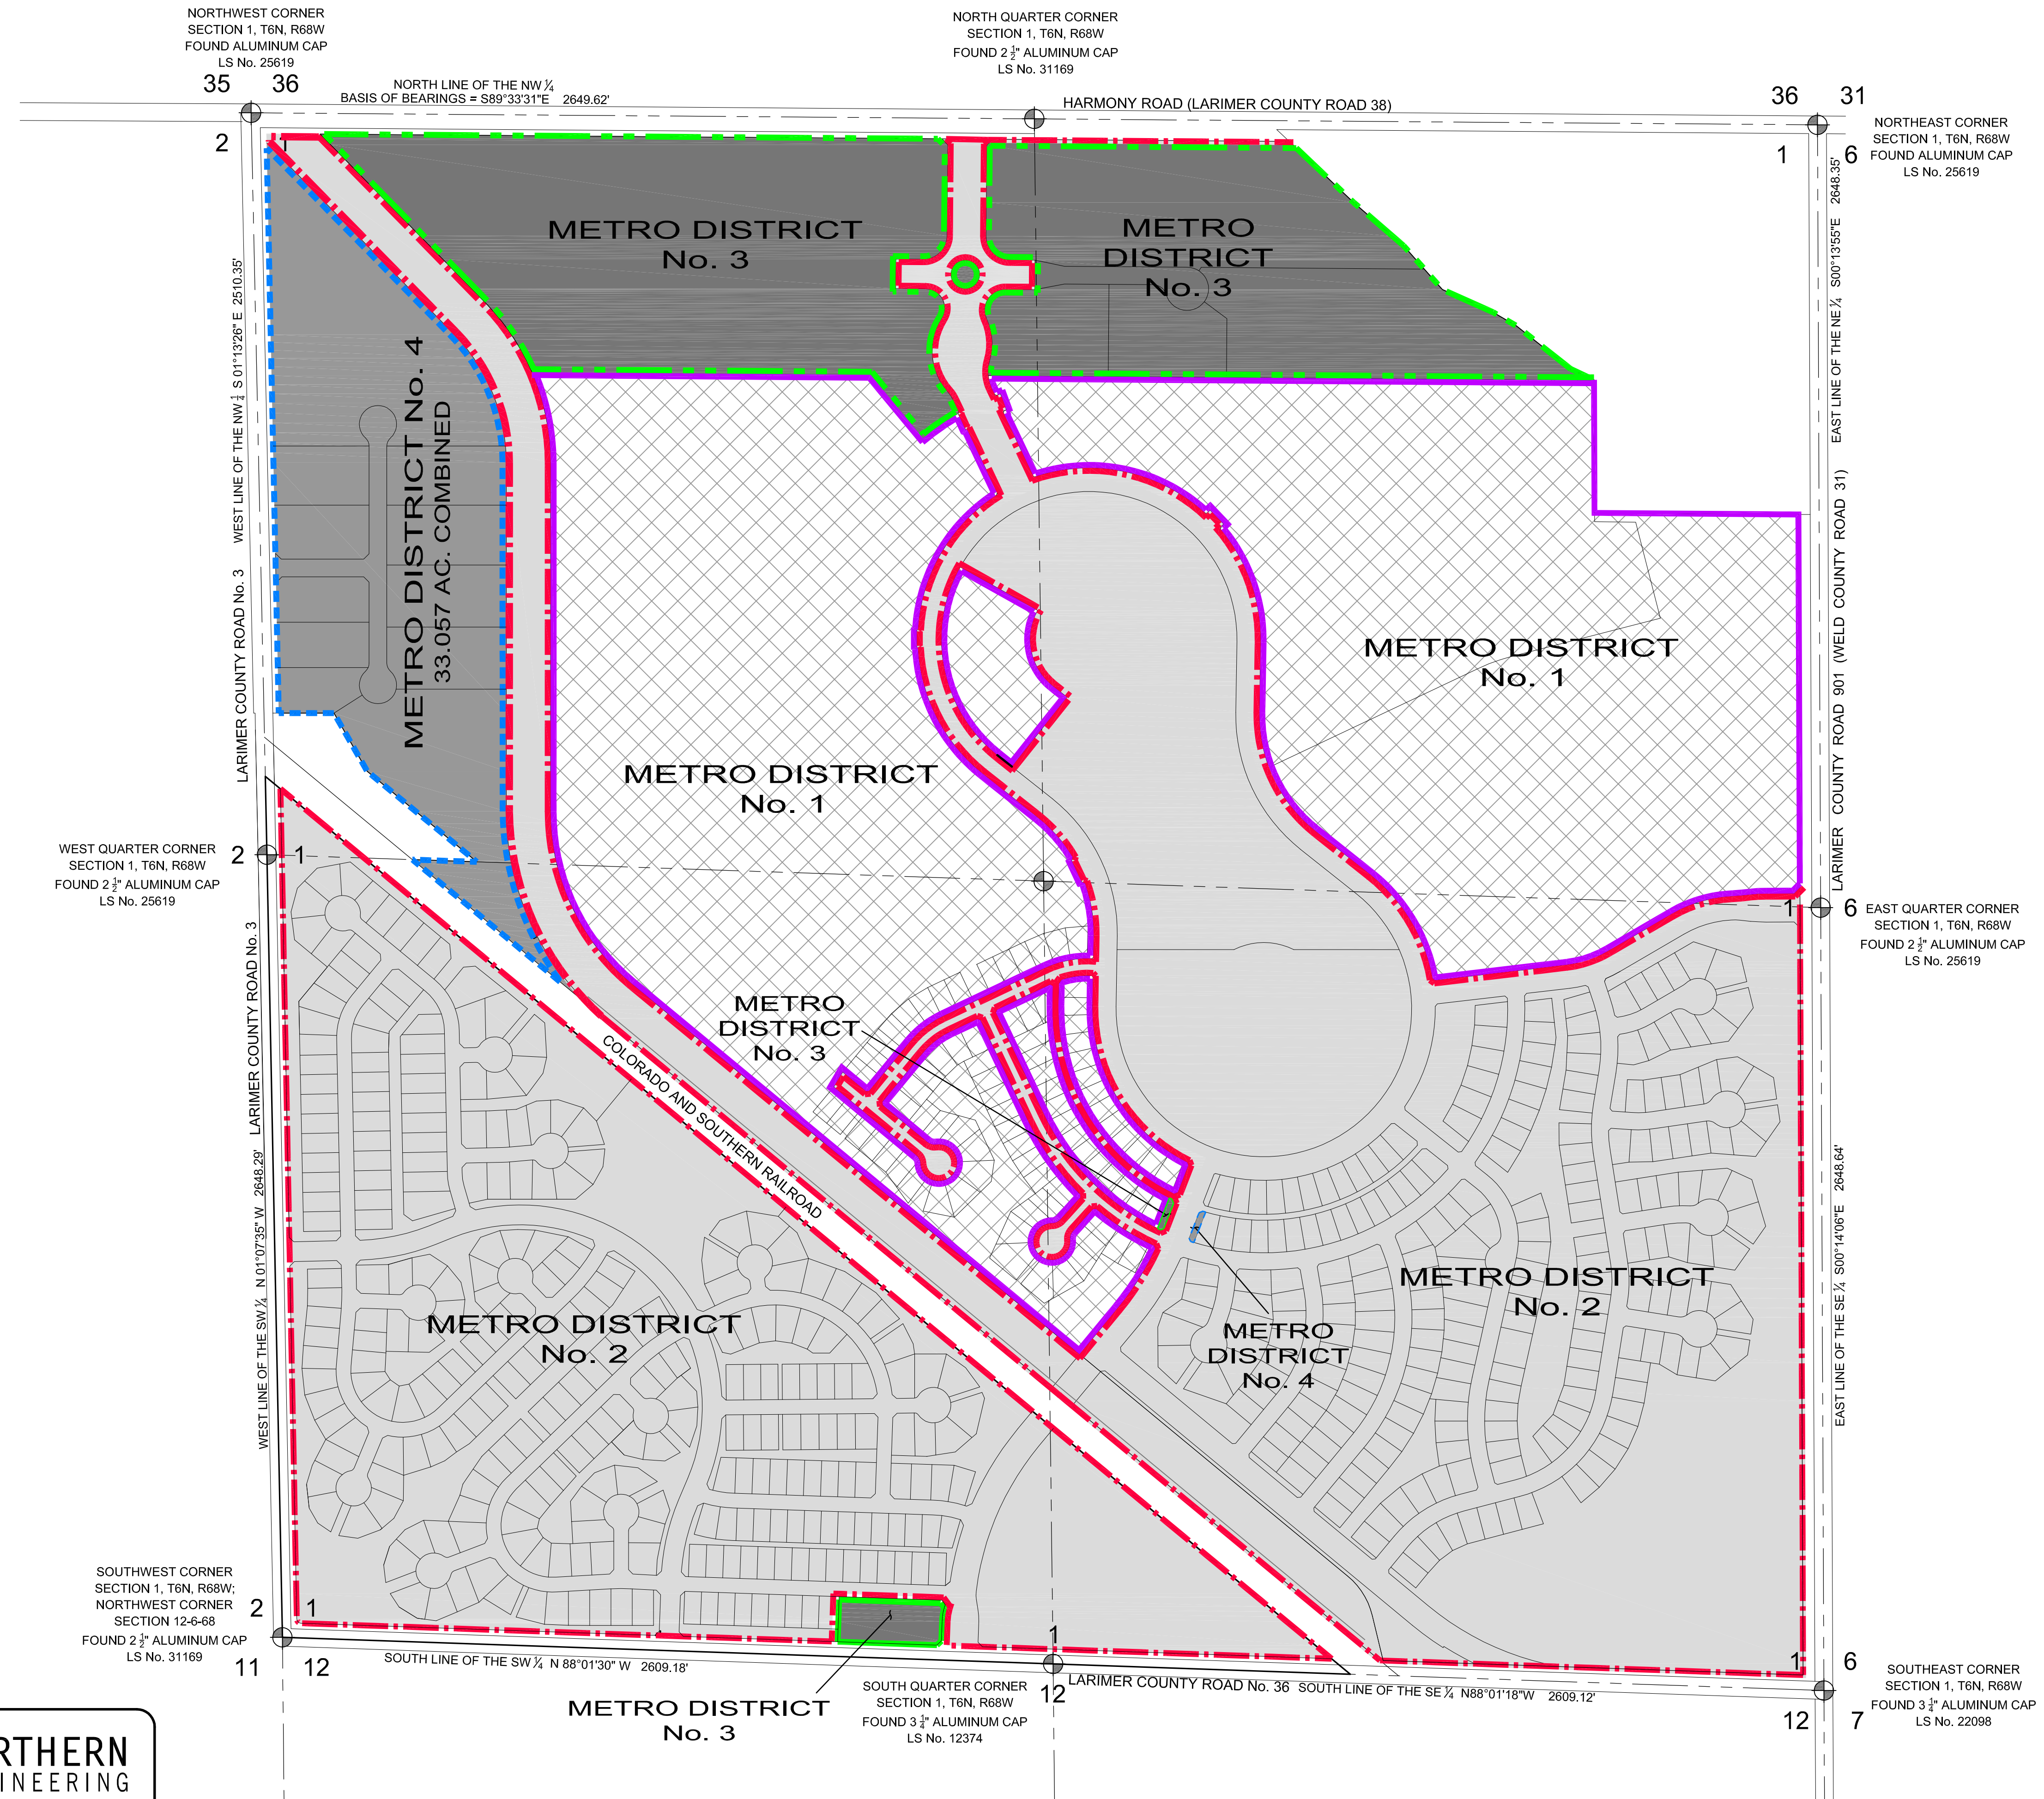 NORTHWEST CORNER
SECTION 1, T6N, R68W
FOUND ALUMINUM CAP
LS No. 25619
35 36
NORTH LINE OF THE NW ¼
BASIS OF BEARINGS = S89°33'31"E 2649.62'
NORTH QUARTER CORNER
SECTION 1, T6N, R68W
FOUND 2 ½" ALUMINUM CAP
LS No. 31169
HARMONY ROAD (LARIMER COUNTY ROAD 38)
36 31
2 1
1 6
NORTHEAST CORNER
SECTION 1, T6N, R68W
FOUND ALUMINUM CAP
LS No. 25619
METRO DISTRICT
No. 3
METRO
DISTRICT
No. 3
LARIMER COUNTY ROAD No. 3 WEST LINE OF THE NW ¼ S 01°13'26" E 2510.35'
METRO DISTRICT No. 4
33.057 AC. COMBINED
LARIMER COUNTY ROAD 901 (WELD COUNTY ROAD 31) EAST LINE OF THE NE ¼ S00°13'55"E 2648.35'
METRO DISTRICT
No. 1
METRO DISTRICT
No. 1
WEST QUARTER CORNER
SECTION 1, T6N, R68W
FOUND 2 ½" ALUMINUM CAP
LS No. 25619
2 1
1 6
EAST QUARTER CORNER
SECTION 1, T6N, R68W
FOUND 2 ½" ALUMINUM CAP
LS No. 25619
METRO
DISTRICT
No. 3
COLORADO AND SOUTHERN RAILROAD
WEST LINE OF THE SW ¼ N 01°07'35" W 2648.29' LARIMER COUNTY ROAD No. 3
EAST LINE OF THE SE ¼ S00°14'06"E 2648.64'
METRO DISTRICT
No. 2
METRO DISTRICT
No. 2
METRO
DISTRICT
No. 4
SOUTHWEST CORNER
SECTION 1, T6N, R68W;
NORTHWEST CORNER
SECTION 12-6-68
FOUND 2 ½" ALUMINUM CAP
LS No. 31169
2 1
11 12
SOUTH LINE OF THE SW ¼ N 88°01'30" W 2609.18'
METRO DISTRICT
No. 3
1
12
SOUTH QUARTER CORNER
SECTION 1, T6N, R68W
FOUND 3 ¼" ALUMINUM CAP
LS No. 12374
LARIMER COUNTY ROAD No. 36 SOUTH LINE OF THE SE ¼ N88°01'18"W 2609.12'
1 6
12 7
SOUTHEAST CORNER
SECTION 1, T6N, R68W
FOUND 3 ¼" ALUMINUM CAP
LS No. 22098
RTHERN
INEERING